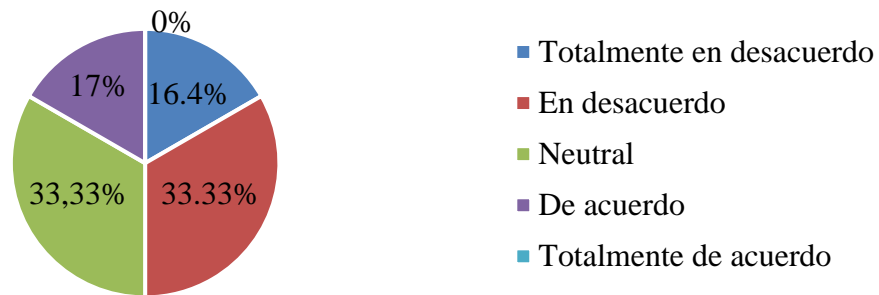 0%
17%
16.4%
33,33%
33.33%
Totalmente en desacuerdo
En desacuerdo
Neutral
De acuerdo
Totalmente de acuerdo